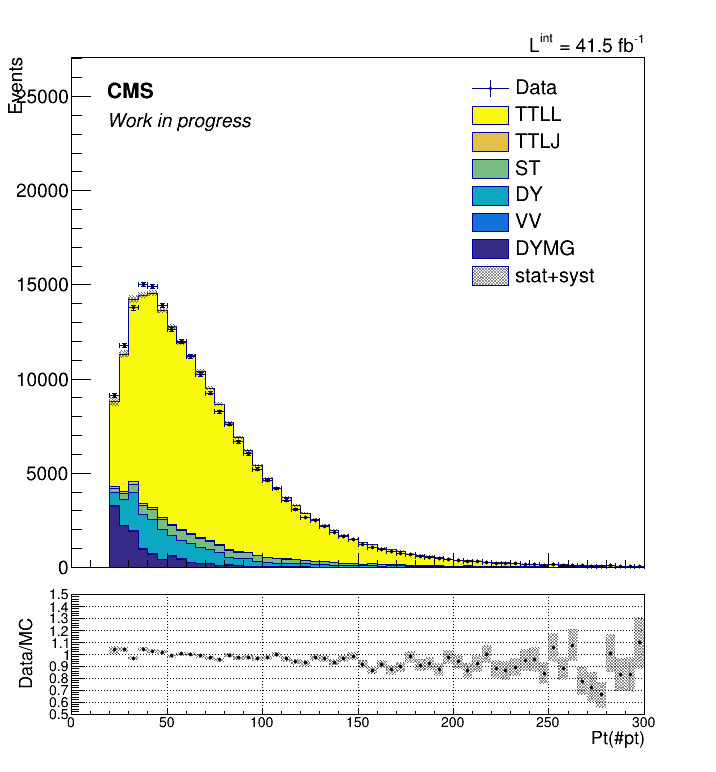 L^int = 41.5 fb^-1
Events
CMS
Work in progress
Data
TTLL
TTLJ
ST
DY
VV
DYMG
stat+syst
25000
20000
15000
10000
5000
0
Data/MC
1.5
1.4
1.3
1.2
1.1
1
0.9
0.8
0.7
0.6
0.5
0 50 100 150 200 250 300
Pt(#pt)